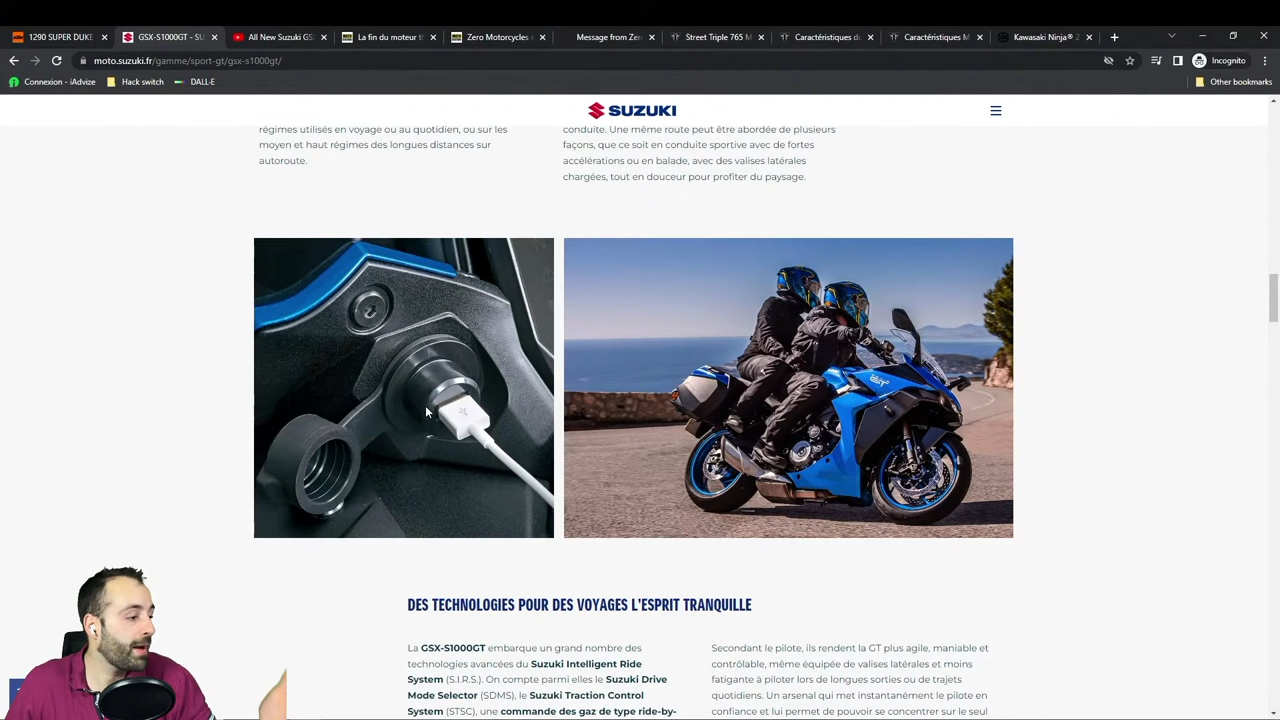 1290 SUPER DUKE
GSX-S1000GT - SU
All New Suzuki GS
La fin du moteur th
Zero Motorcycles
Message from Zer
Street Triple 765 M
Caractéristiques du
Caractéristiques M
Kawasaki Ninja® Z
moto.suzuki.fr/gamme/sport-gt/gsx-s1000gt/
Incognito
Connexion - iAdvize
Hack switch
DALL-E
Other bookmarks
SUZUKI
régimes utilisés en voyage ou au quotidien, ou sur les
moyen et haut régimes des longues distances sur
autoroute.
conduite. Une même route peut être abordée de plusieurs
façons, que ce soit en conduite sportive avec de fortes
accélérations ou en balade, avec des valises latérales
chargées, tout en douceur pour profiter du paysage.
GT
DES TECHNOLOGIES POUR DES VOYAGES L'ESPRIT TRANQUILLE
La GSX-S1000GT embarque un grand nombre des
technologies avancées du Suzuki Intelligent Ride
System (S.I.R.S.). On compte parmi elles le Suzuki Drive
Mode Selector (SDMS), le Suzuki Traction Control
System (STSC), une commande des gaz de type ride-by-
Secondant le pilote, ils rendent la GT plus agile, maniable et
contrôlable, même équipée de valises latérales et moins
fatigante à piloter lors de longues sorties ou de trajets
quotidiens. Un arsenal qui met instantanément le pilote en
confiance et lui permet de pouvoir se concentrer sur le seul